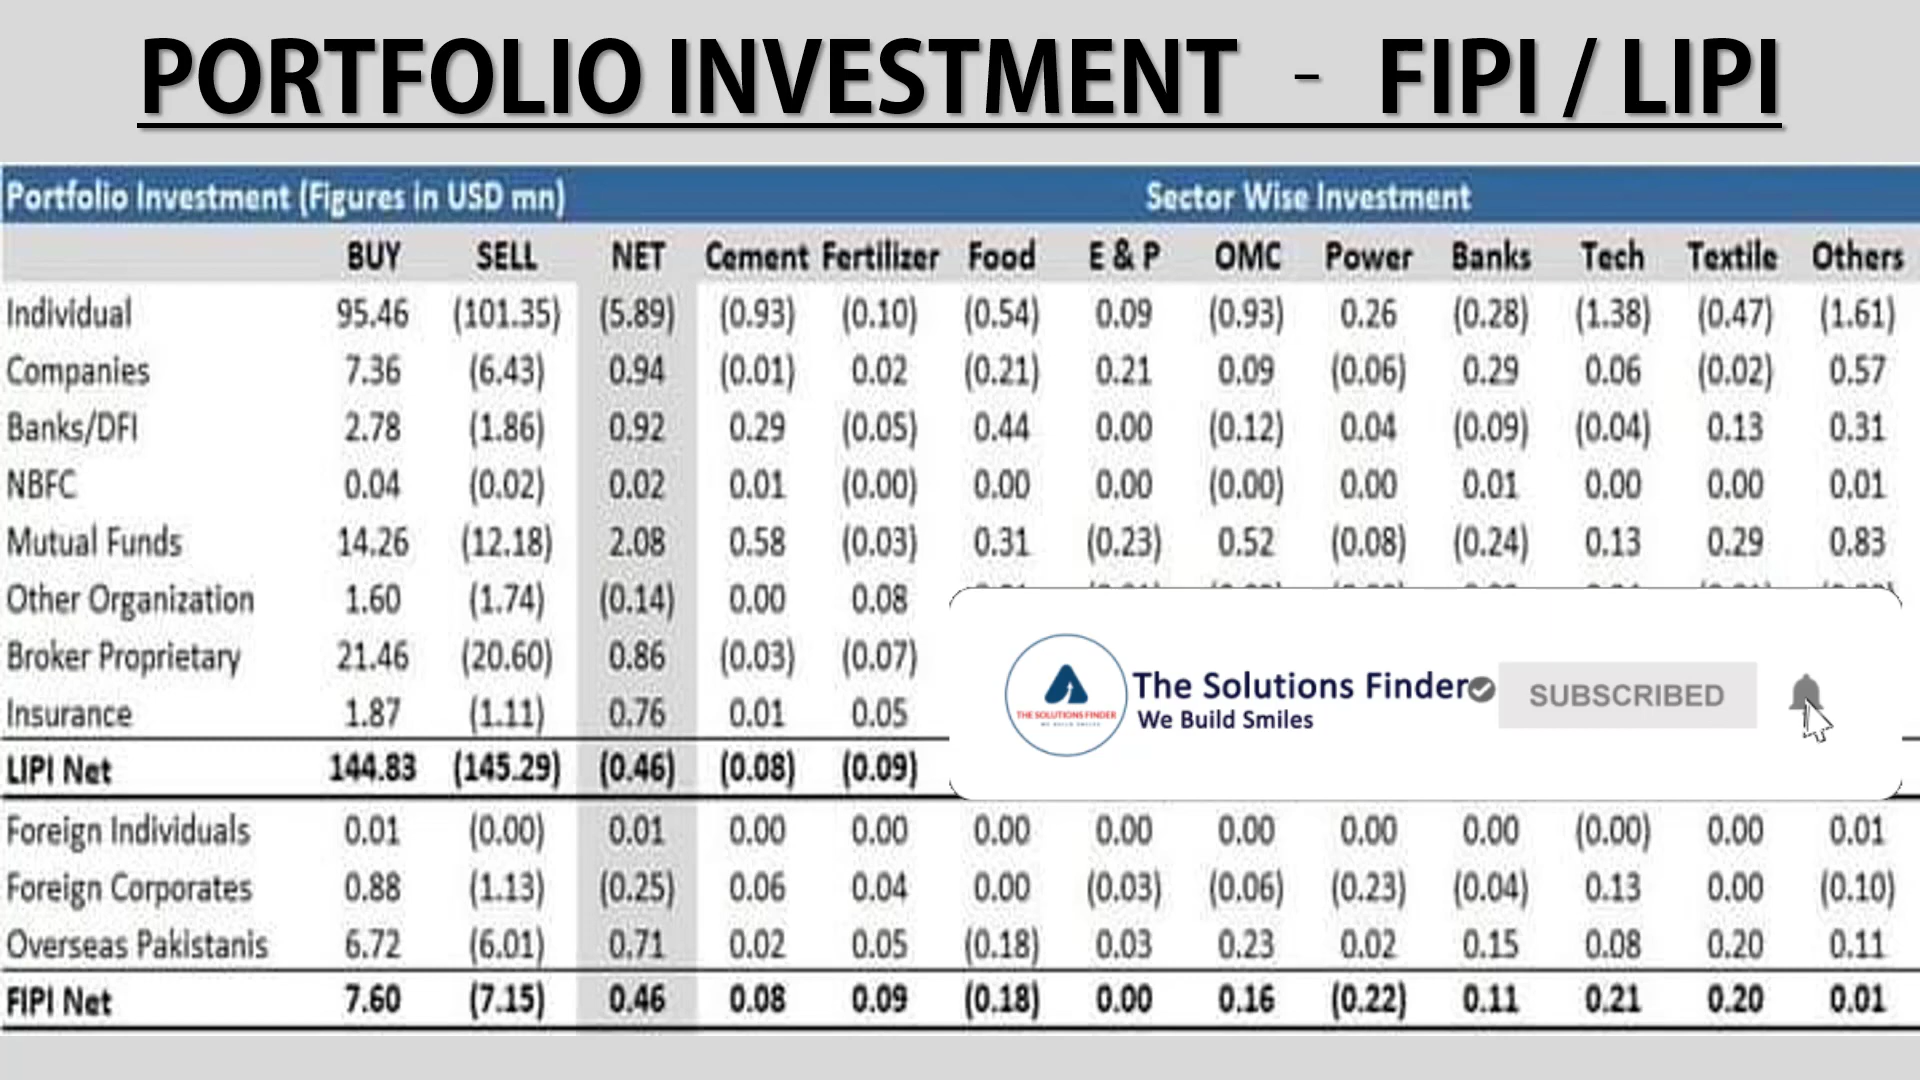 PORTFOLIO INVESTMENT - FIPI / LIPI
Portfolio Investment (Figures in USD mn) Sector Wise Investment
BUY SELL NET Cement Fertilizer Food E & P OMC Power Banks Tech Textile Others
Individual 95.46 (101.35) (5.89) (0.93) (0.10) (0.54) 0.09 (0.93) 0.26 (0.28) (1.38) (0.47) (1.61)
Companies 7.36 (6.43) 0.94 (0.01) 0.02 (0.21) 0.21 0.09 (0.06) 0.29 0.06 (0.02) 0.57
Banks/DFI 2.78 (1.86) 0.92 0.29 (0.05) 0.44 0.00 (0.12) 0.04 (0.09) (0.04) 0.13 0.31
NBFC 0.04 (0.02) 0.02 0.01 (0.00) 0.00 0.00 (0.00) 0.00 0.01 0.00 0.00 0.01
Mutual Funds 14.26 (12.18) 2.08 0.58 (0.03) 0.31 (0.23) 0.52 (0.08) (0.24) 0.13 0.29 0.83
Other Organization 1.60 (1.74) (0.14) 0.00 0.08
Broker Proprietary 21.46 (20.60) 0.86 (0.03) (0.07)
Insurance 1.87 (1.11) 0.76 0.01 0.05
LIPI Net 144.83 (145.29) (0.46) (0.08) (0.09)
THE SOLUTIONS FINDER
WE BUILD SMILES
The Solutions Finder SUBSCRIBED
We Build Smiles
Foreign Individuals 0.01 (0.00) 0.01 0.00 0.00 0.00 0.00 0.00 0.00 0.00 (0.00) 0.00 0.01
Foreign Corporates 0.88 (1.13) (0.25) 0.06 0.04 0.00 (0.03) (0.06) (0.23) (0.04) 0.13 0.00 (0.10)
Overseas Pakistanis 6.72 (6.01) 0.71 0.02 0.05 (0.18) 0.03 0.23 0.02 0.15 0.08 0.20 0.11
FIPI Net 7.60 (7.15) 0.46 0.08 0.09 (0.18) 0.00 0.16 (0.22) 0.11 0.21 0.20 0.01